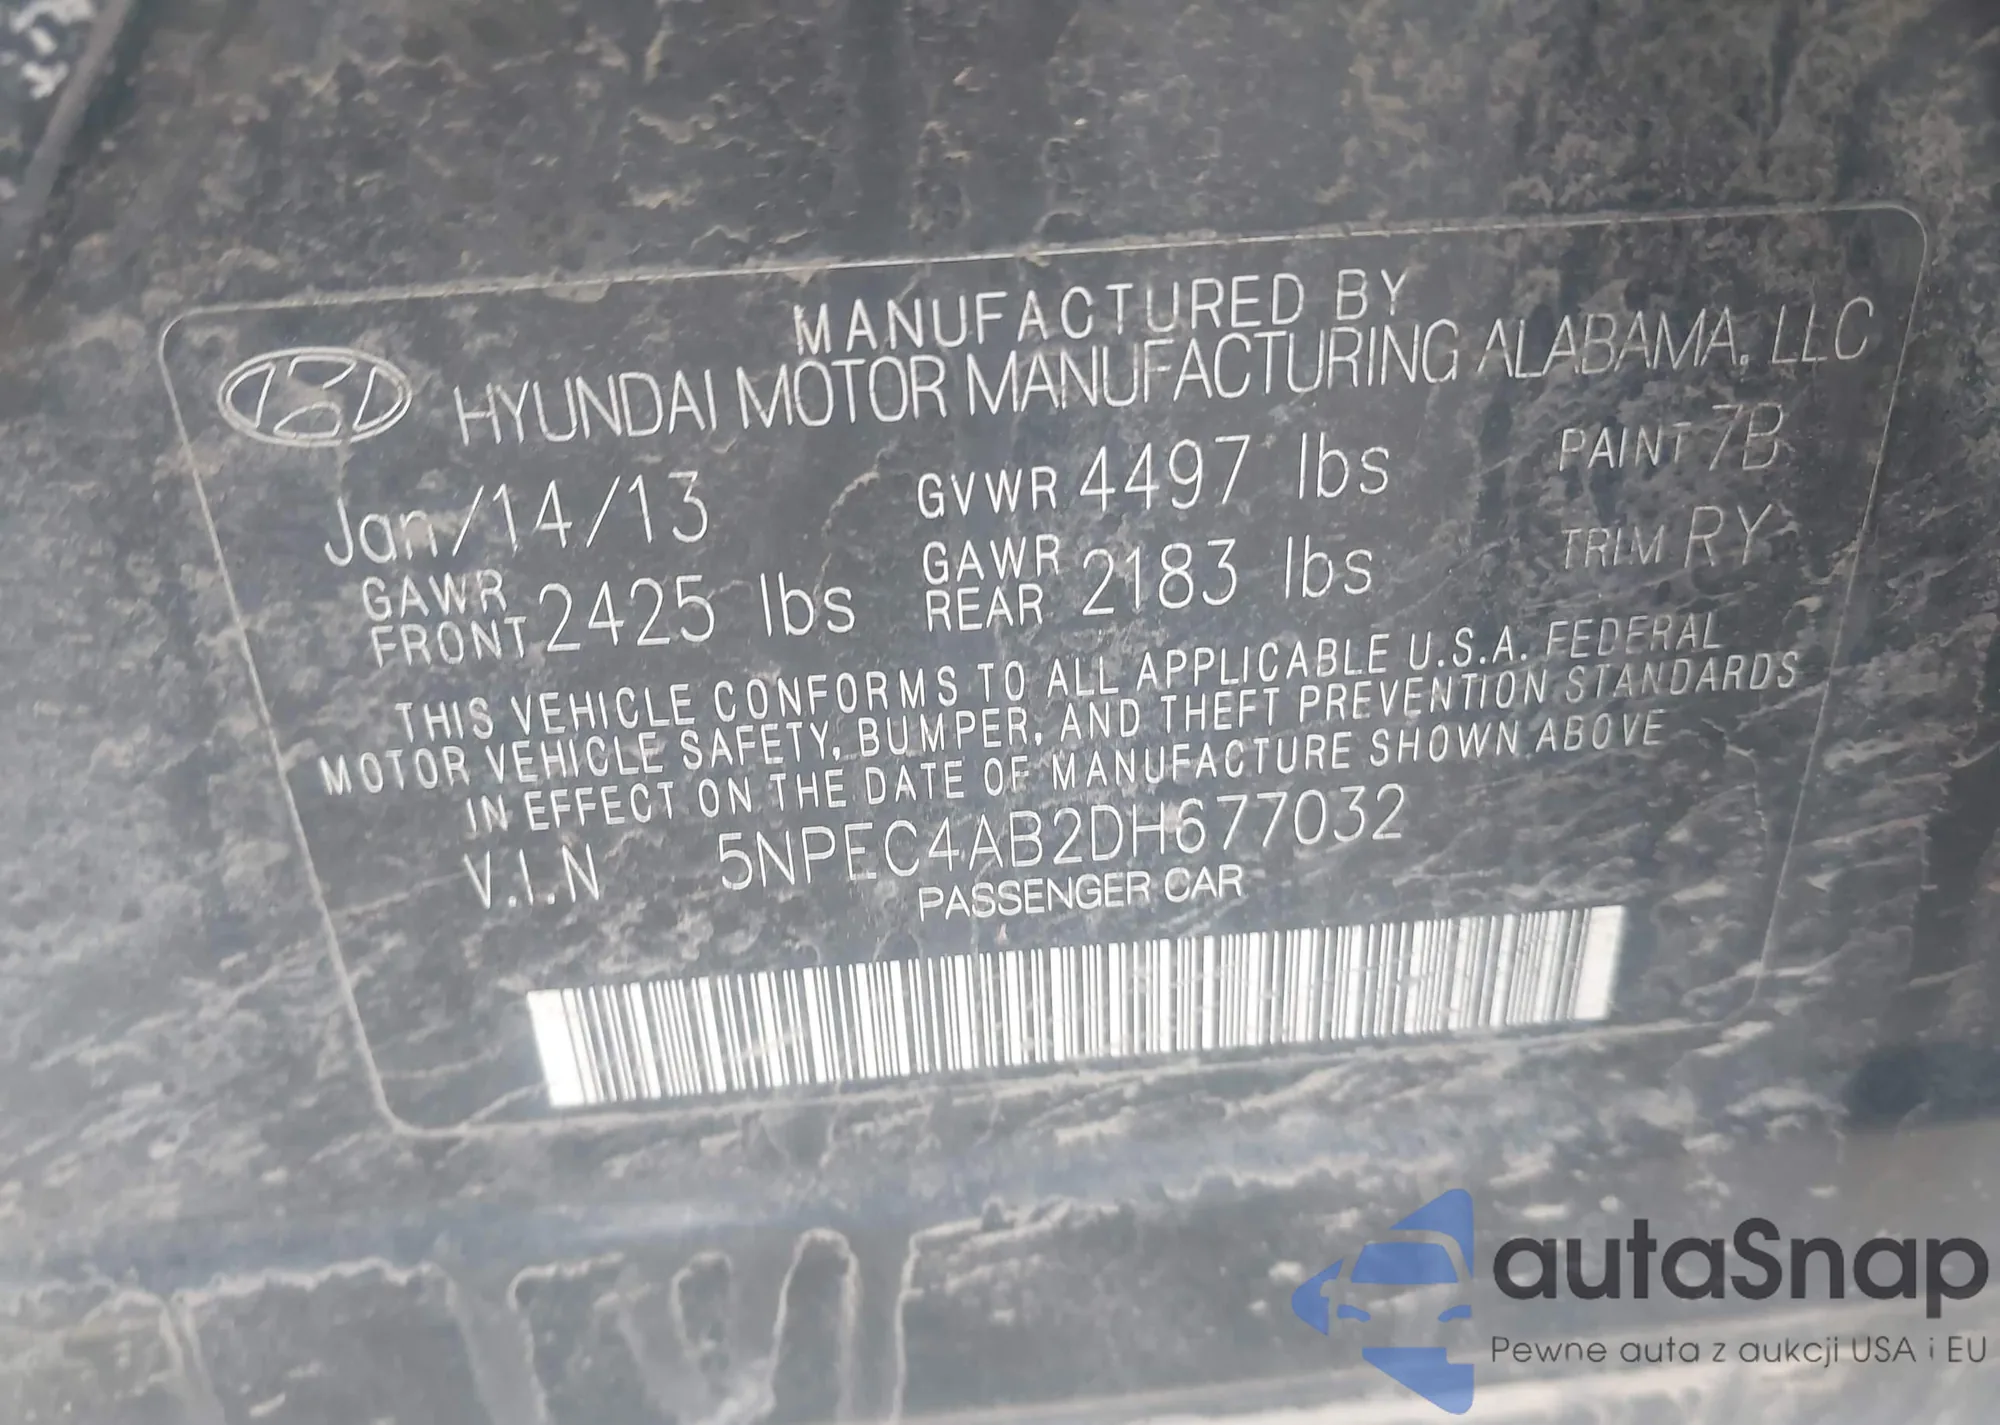 MANUFACTURED BY
HYUNDAI MOTOR MANUFACTURING ALABAMA, LLC
Jan/14/13 GVWR 4497 lbs PAINT 7B
GAWR FRONT 2425 lbs GAWR REAR 2183 lbs TRIM RY
THIS VEHICLE CONFORMS TO ALL APPLICABLE U.S.A. FEDERAL
MOTOR VEHICLE SAFETY, BUMPER, AND THEFT PREVENTION STANDARDS
IN EFFECT ON THE DATE OF MANUFACTURE SHOWN ABOVE
V.I.N 5NPEC4AB2DH677032
PASSENGER CAR
autaSnap
Pewne auta z aukcji USA i EU